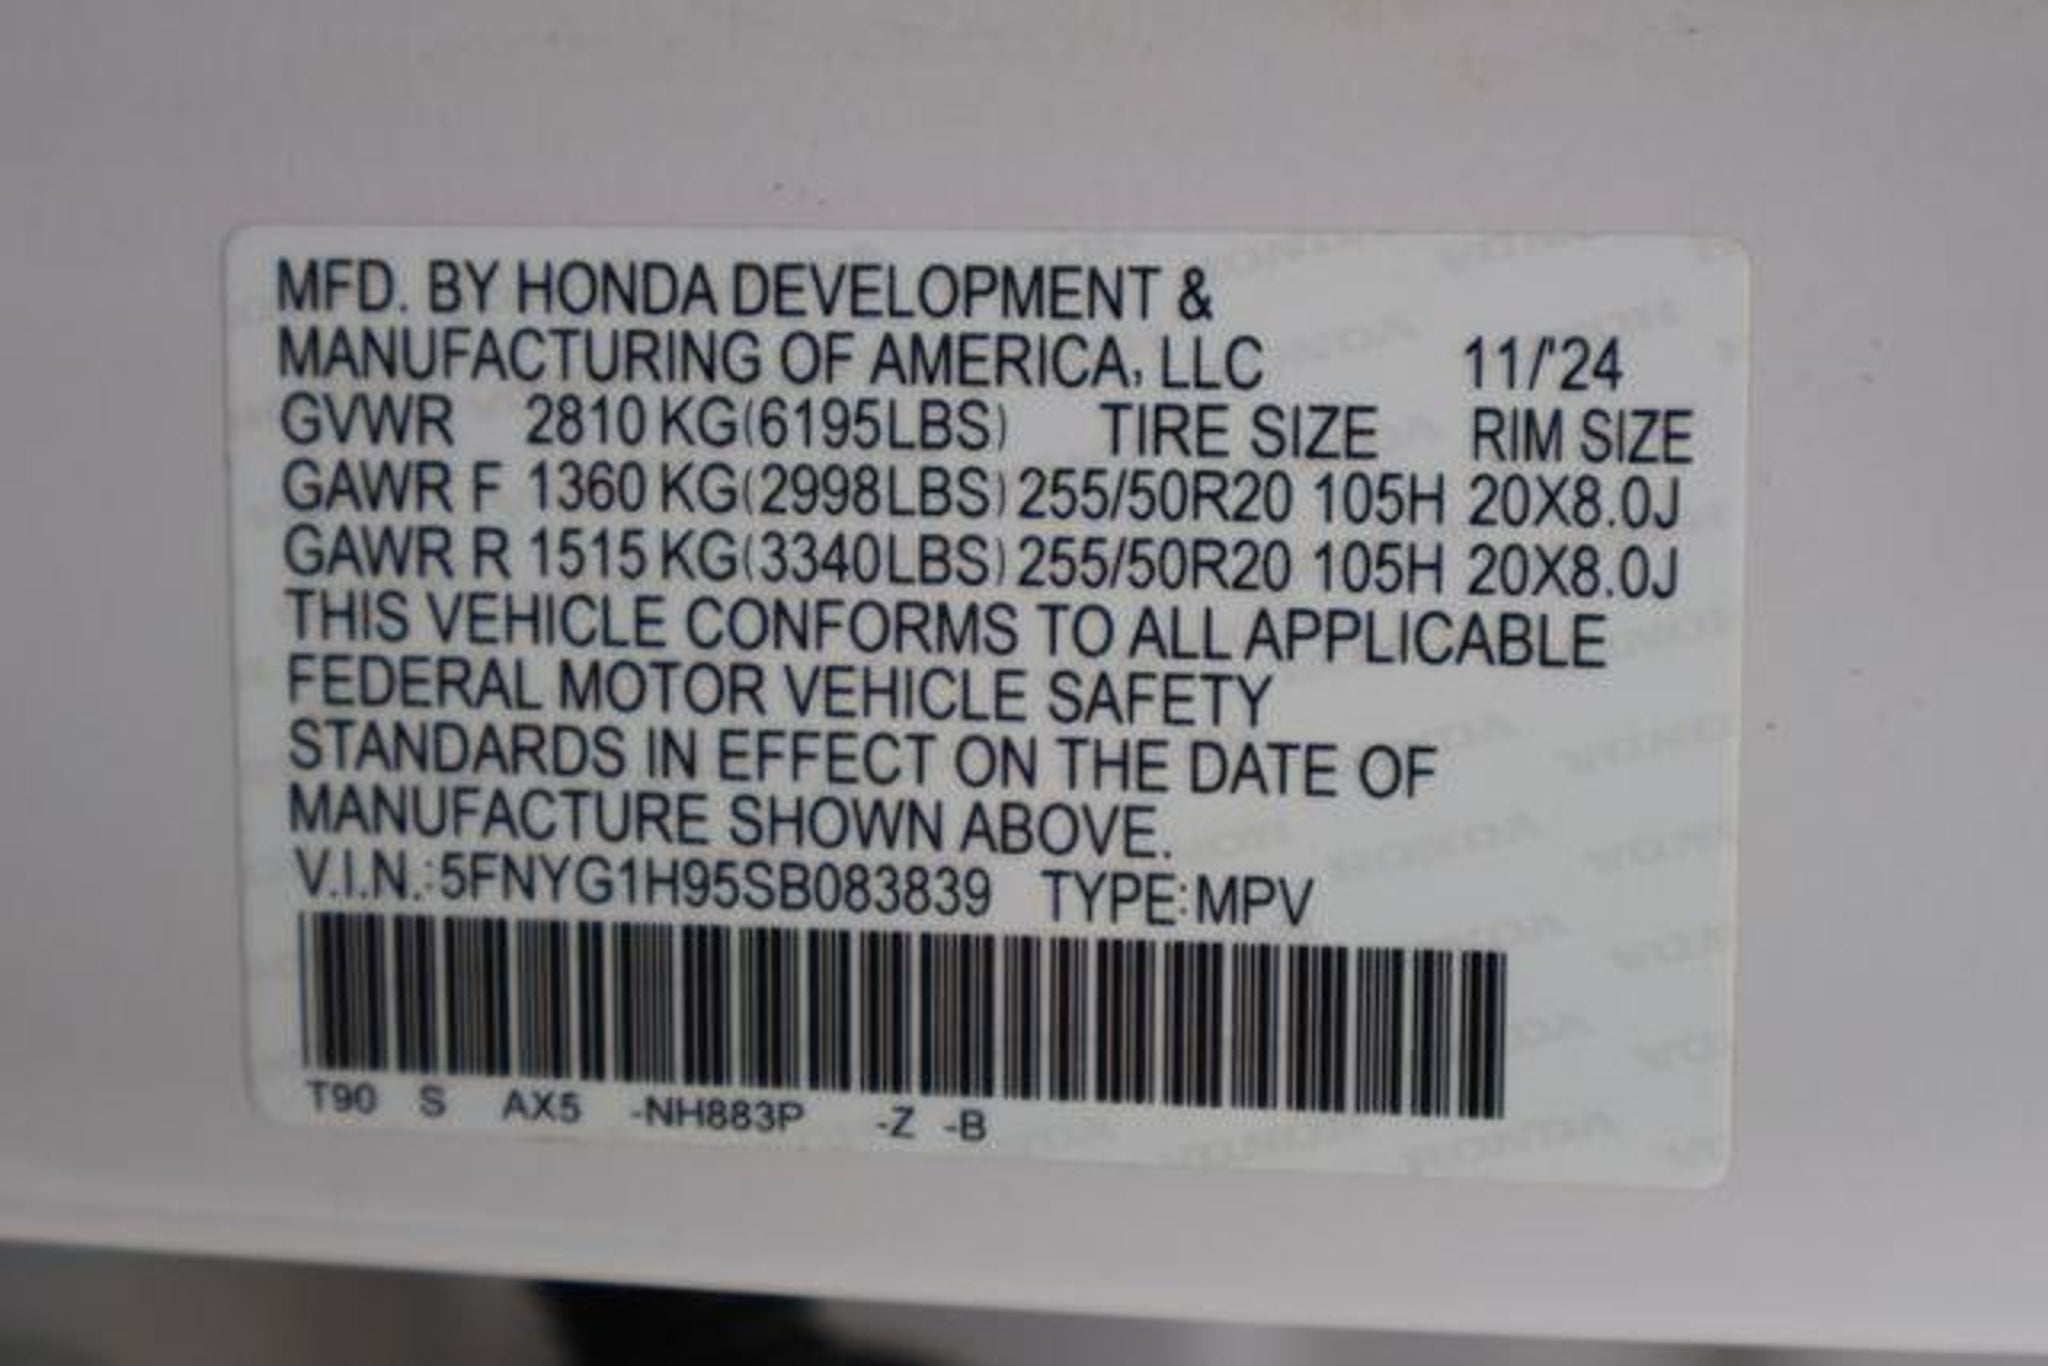 MFD. BY HONDA DEVELOPMENT &
MANUFACTURING OF AMERICA, LLC 11/'24
GVWR 2810 KG(6195LBS) TIRE SIZE RIM SIZE
GAWR F 1360 KG(2998LBS) 255/50R20 105H 20X8.0J
GAWR R 1515 KG(3340LBS) 255/50R20 105H 20X8.0J
THIS VEHICLE CONFORMS TO ALL APPLICABLE
FEDERAL MOTOR VEHICLE SAFETY
STANDARDS IN EFFECT ON THE DATE OF
MANUFACTURE SHOWN ABOVE.
V.I.N.:5FNYG1H95SB083839 TYPE:MPV
T90 S AX5 -NH883P -Z -B